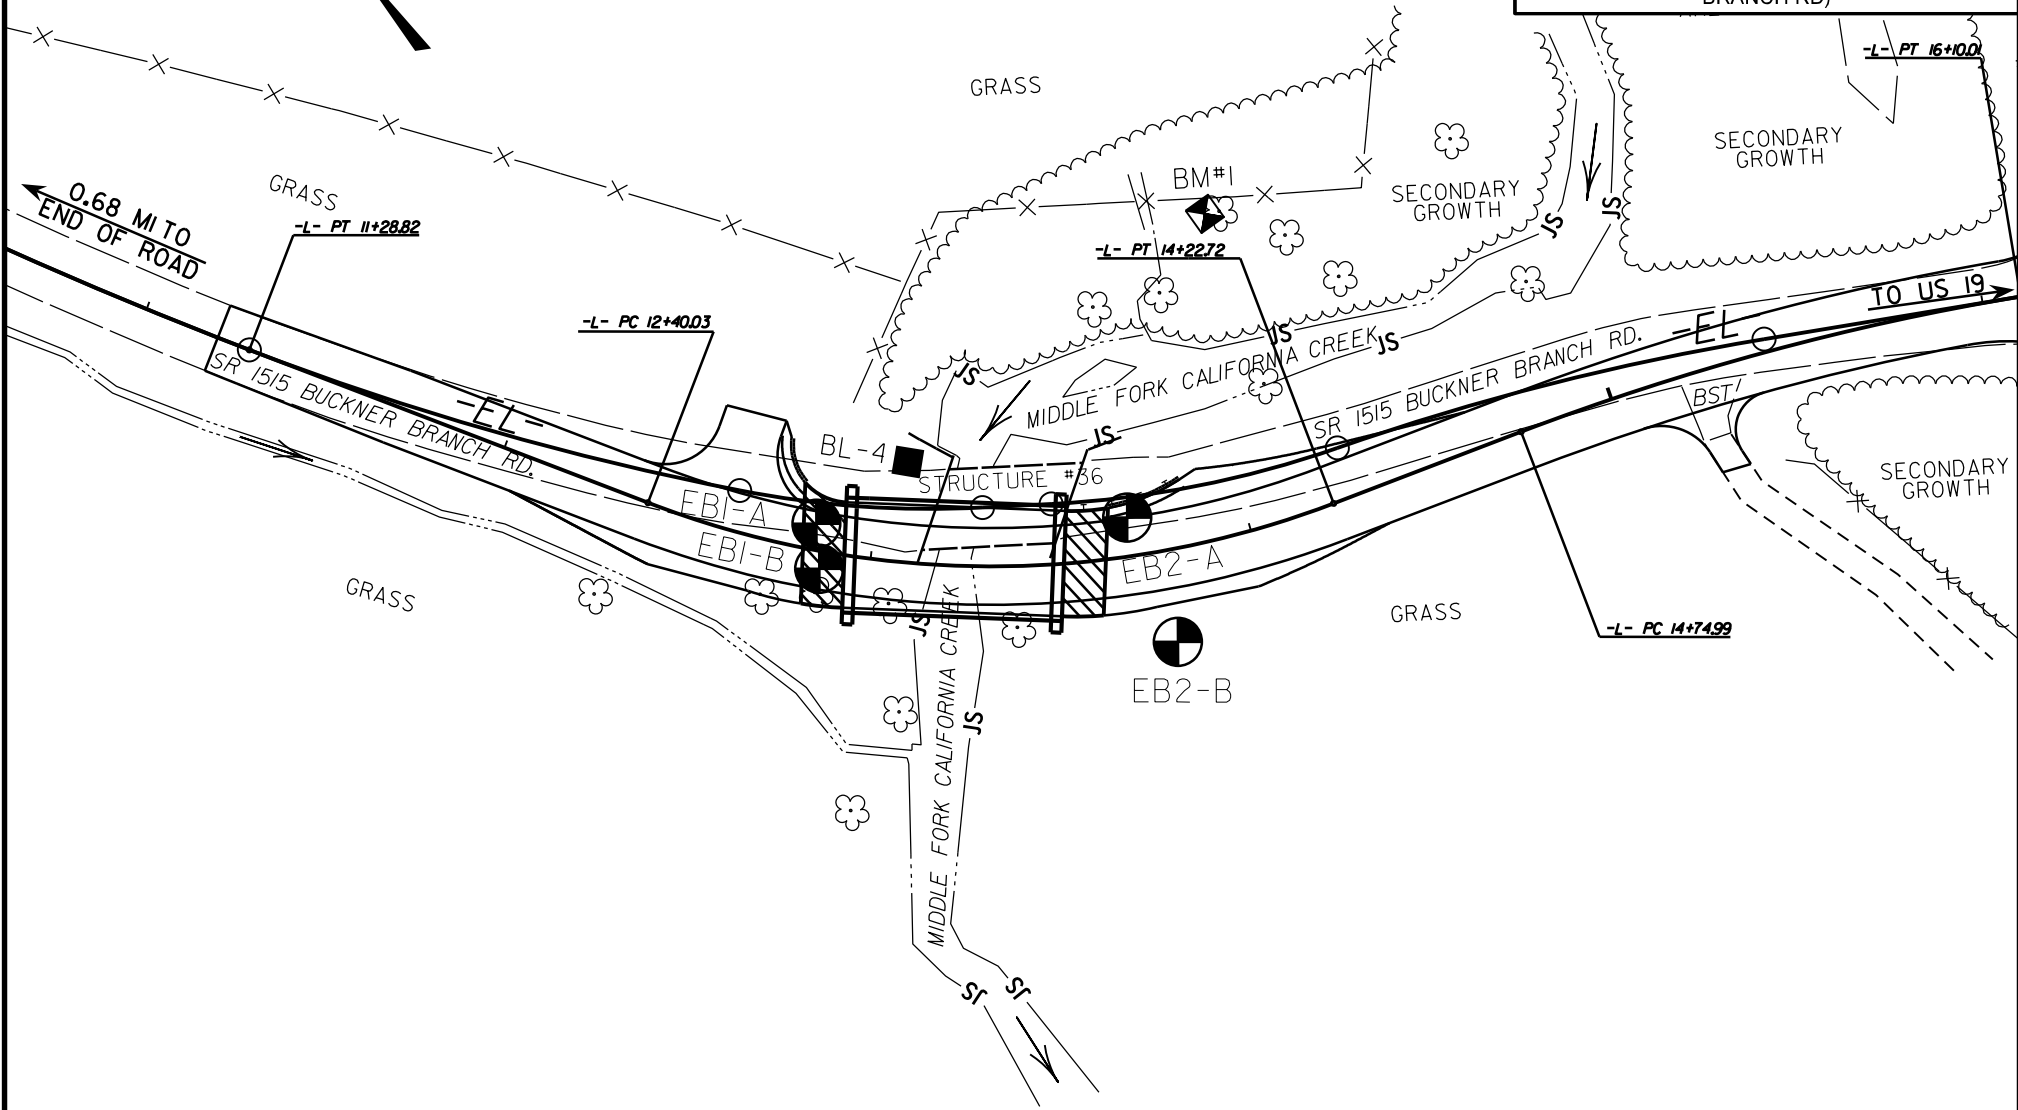 BRANCH RD)
-L- PT 16+10.01
GRASS
SECONDARY
GROWTH
BM#1
SECONDARY
GROWTH
GRASS
0.68 MI TO
END OF ROAD
-L- PT 11+28.82
JS
JS
-L- PT 14+22.72
TO US 19
-L- PC 12+40.03
-EL-
JS
JS
JS
MIDDLE FORK CALIFORNIA CREEK
SR 1515 BUCKNER BRANCH RD.
SR 1515 BUCKNER BRANCH RD.
-EL-
BST
JS
BL-4
STRUCTURE #36
SECONDARY
GROWTH
EB1-A
EB1-B
EB2-A
GRASS
GRASS
JS
-L- PC 14+74.99
EB2-B
JS
MIDDLE FORK CALIFORNIA CREEK
JS
JS